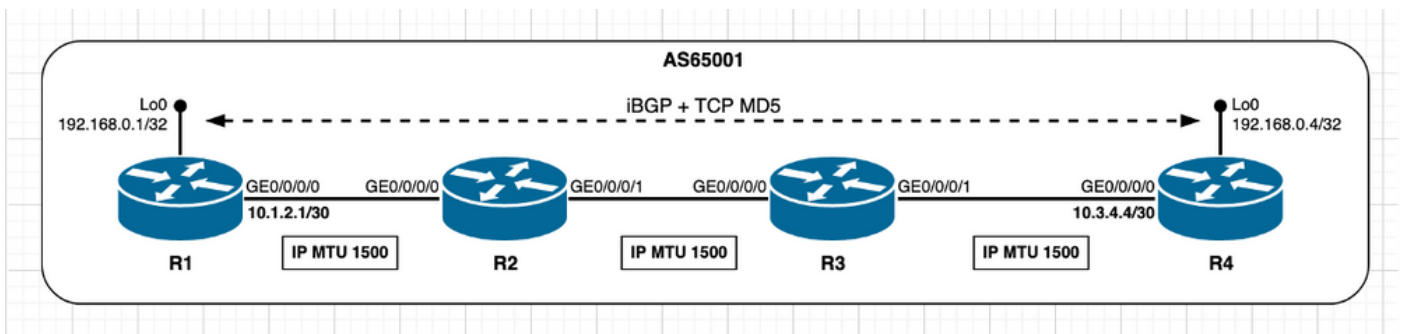 AS65001
iBGP + TCP MD5
Lo0
192.168.0.1/32
Lo0
192.168.0.4/32
GE0/0/0/0
GE0/0/0/0
GE0/0/0/1
GE0/0/0/0
GE0/0/0/1
GE0/0/0/0
10.1.2.1/30
10.3.4.4/30
IP MTU 1500
IP MTU 1500
IP MTU 1500
R1
R2
R3
R4